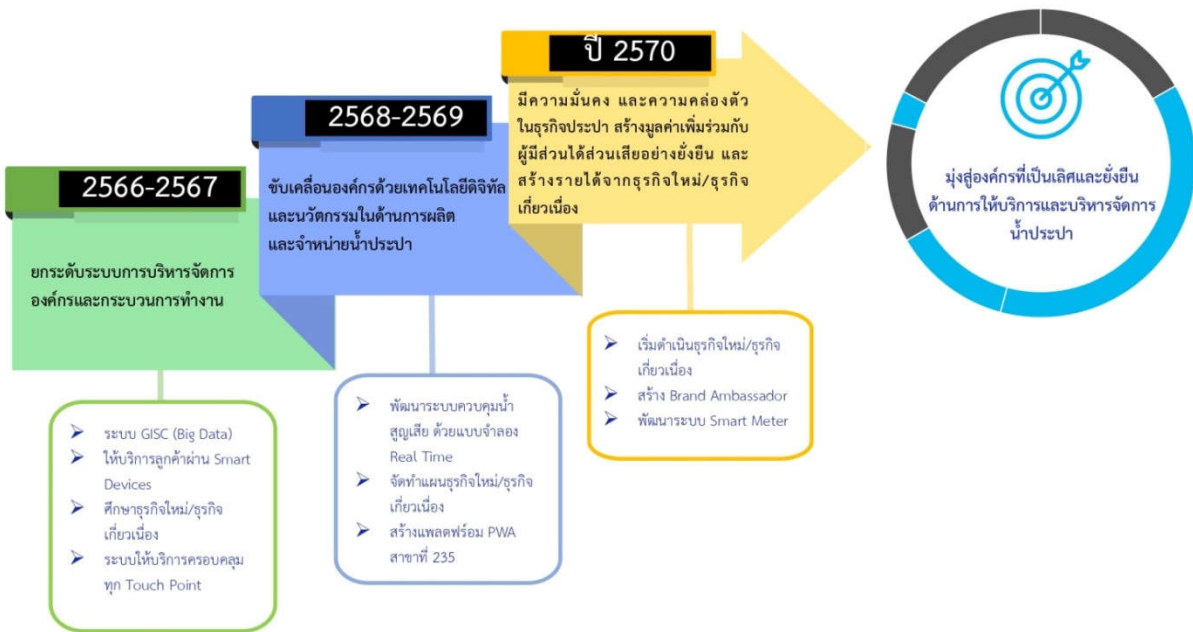 2566-2567
ยกระดับระบบการบริหารจัดการ
องค์กรและกระบวนการทำงาน
➤ ระบบ GISC (Big Data)
➤ ให้บริการลูกค้าผ่าน Smart
Devices
➤ ศึกษาธุรกิจใหม่/ธุรกิจ
เกี่ยวเนื่อง
➤ ระบบให้บริการครอบคลุม
ทุก Touch Point
2568-2569
ขับเคลื่อนองค์กรด้วยเทคโนโลยีดิจิทัล
และนวัตกรรมในด้านการผลิต
และจำหน่ายน้ำประปา
➤ พัฒนาระบบควบคุมน้ำ
สูญเสีย ด้วยแบบจำลอง
Real Time
➤ จัดทำแผนธุรกิจใหม่/ธุรกิจ
เกี่ยวเนื่อง
➤ สร้างแพลตฟร์อม PWA
สาขาที่ 235
ปี 2570
มีความมั่นคง และความคล่องตัว
ในธุรกิจประปา สร้างมูลค่าเพิ่มร่วมกับ
ผู้มีส่วนได้ส่วนเสียอย่างยั่งยืน และ
สร้างรายได้จากธุรกิจใหม่/ธุรกิจ
เกี่ยวเนื่อง
➤ เริ่มดำเนินธุรกิจใหม่/ธุรกิจ
เกี่ยวเนื่อง
➤ สร้าง Brand Ambassador
➤ พัฒนาระบบ Smart Meter
มุ่งสู่องค์กรที่เป็นเลิศและยั่งยืน
ด้านการให้บริการและบริหารจัดการ
น้ำประปา